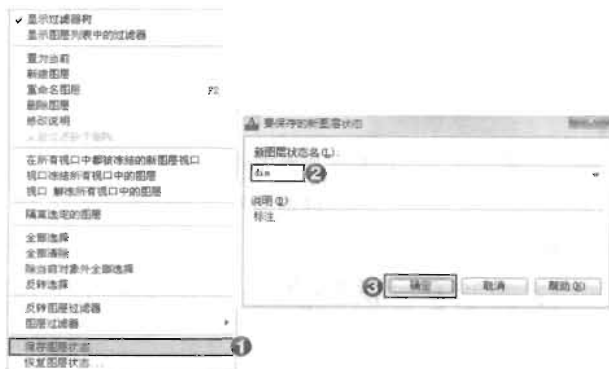 显示过滤器树
显示图层列表中的过滤器
置为当前
新建图层
重命名图层 F2
删除图层
修改说明
在所有视口中都被冻结的新图层视口
视口冻结所有视口中的图层
视口 解冻所有视口中的图层
隔离选定的图层
全部选择
全部清除
除当前对象外全部选择
反转选择
反转图层过滤器
图层过滤器
保存图层状态
1
恢复图层状态...
要保存的新图层状态
新图层状态名(L):
dim
2
说明(D)
标注
3
确定 取消 帮助(H)